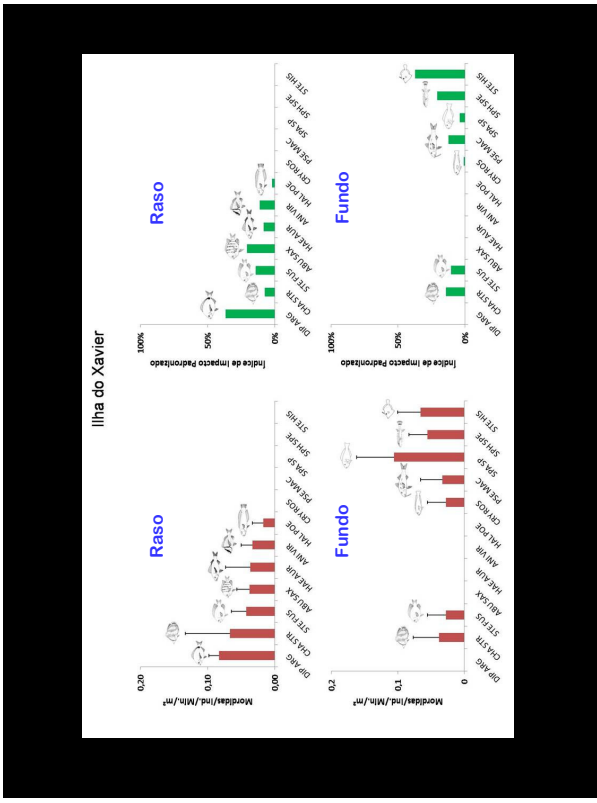 Ilha do Xavier
Raso
Mordidas/Ind./Min./m²
0,20
0,10
0,00
DIP ARG
CHA STR
STE FUS
ABU SAX
HAE AUR
ANI VIR
HAL POE
CRY ROS
PSE MAC
SPA SP
SPH SPE
STE HIS
Raso
Índice de Impacto Padronizado
100%
50%
0%
DIP ARG
CHA STR
STE FUS
ABU SAX
HAE AUR
ANI VIR
HAL POE
CRY ROS
PSE MAC
SPA SP
SPH SPE
STE HIS
Fundo
Mordidas/Ind./Min./m²
0,2
0,1
0
DIP ARG
CHA STR
STE FUS
ABU SAX
HAE AUR
ANI VIR
HAL POE
CRY ROS
PSE MAC
SPA SP
SPH SPE
STE HIS
Fundo
Índice de Impacto Padronizado
100%
50%
0%
DIP ARG
CHA STR
STE FUS
ABU SAX
HAE AUR
ANI VIR
HAL POE
CRY ROS
PSE MAC
SPA SP
SPH SPE
STE HIS